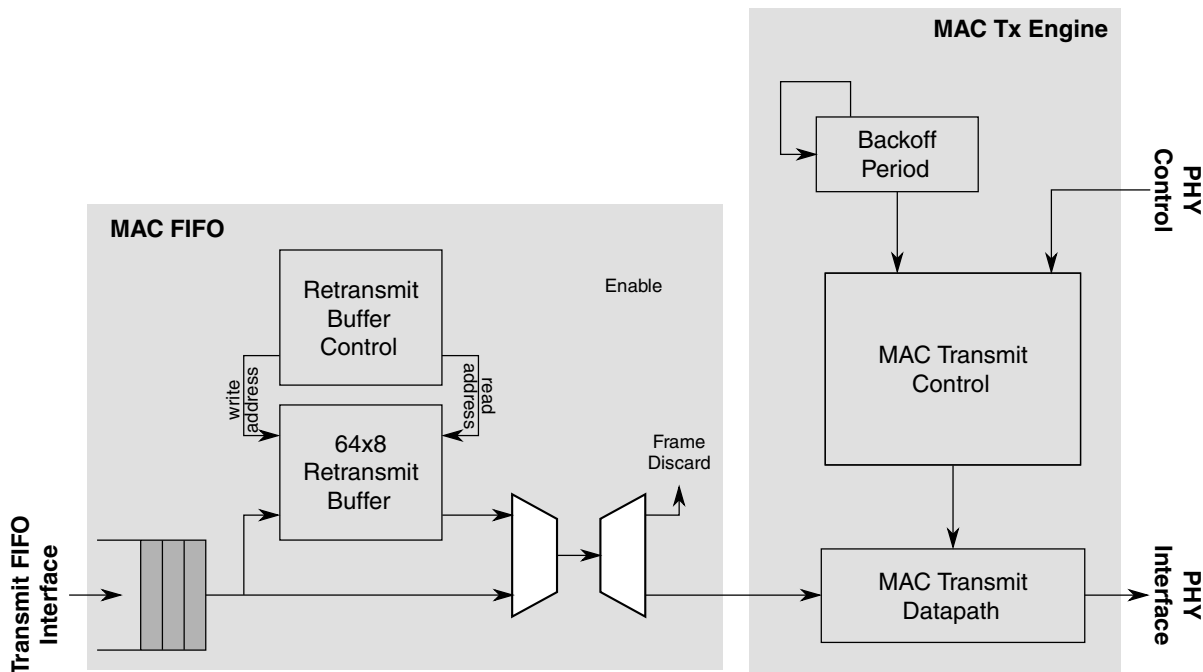 MAC Tx Engine
Backoff
Period
PHY
Control
MAC FIFO
Retransmit
Buffer
Control
Enable
MAC Transmit
Control
write
address
read
address
64x8
Retransmit
Buffer
Frame
Discard
Transmit FIFO
Interface
MAC Transmit
Datapath
PHY
Interface